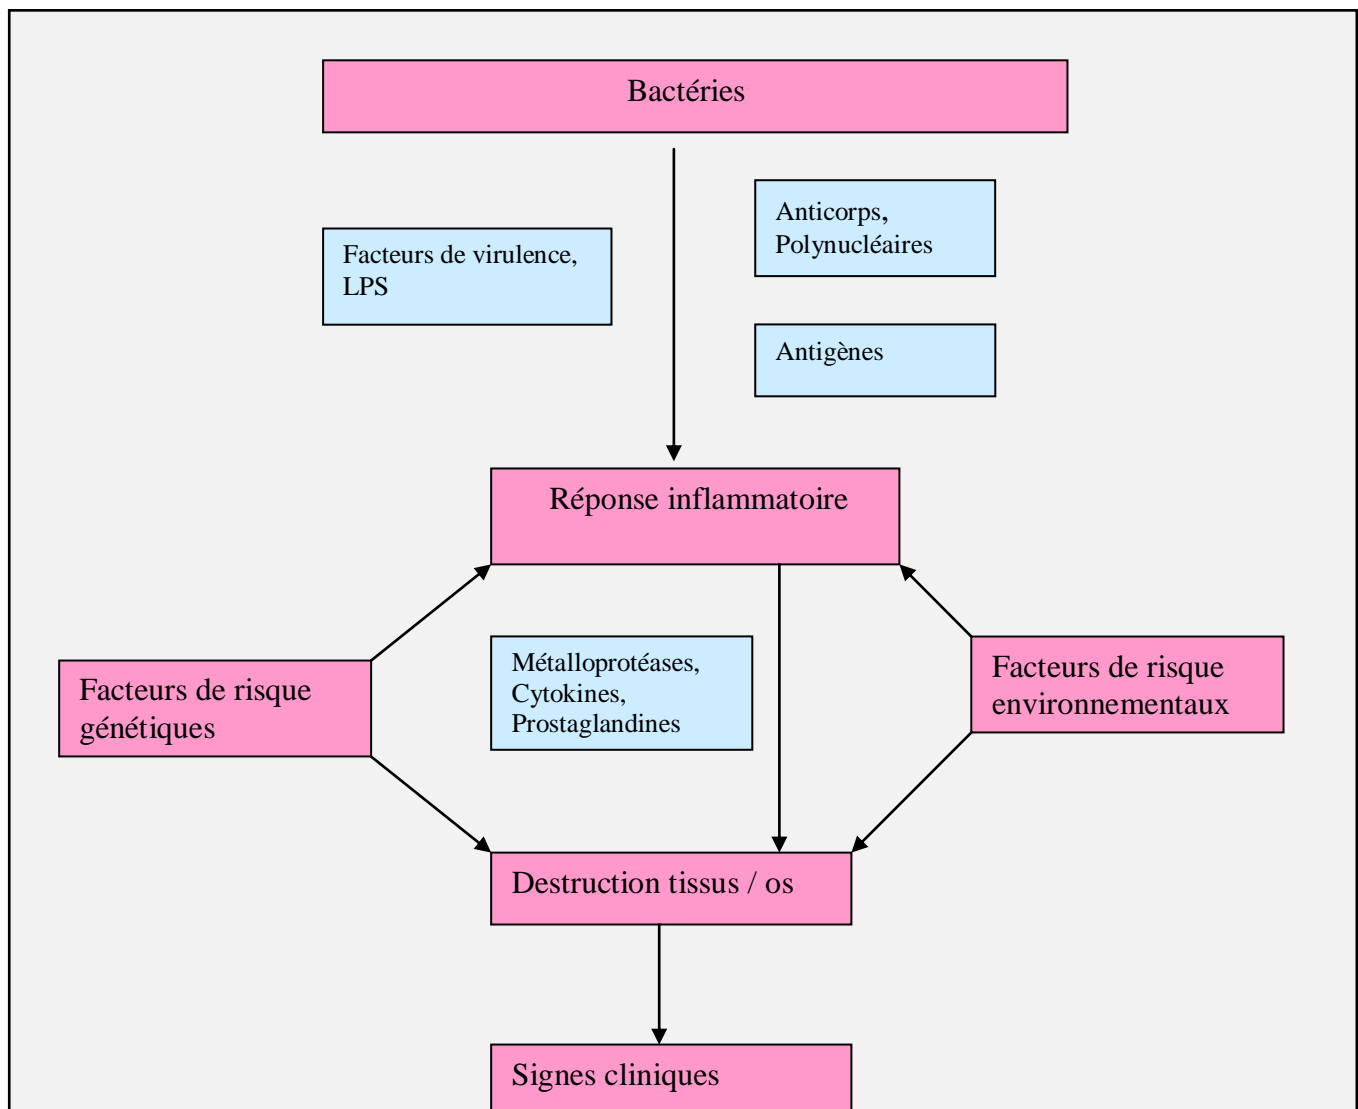 Bactéries
Anticorps,
Polynucléaires
Facteurs de virulence,
LPS
Antigènes
Réponse inflammatoire
Métalloprotéases,
Cytokines,
Prostaglandines
Facteurs de risque
génétiques
Facteurs de risque
environnementaux
Destruction tissus / os
Signes cliniques